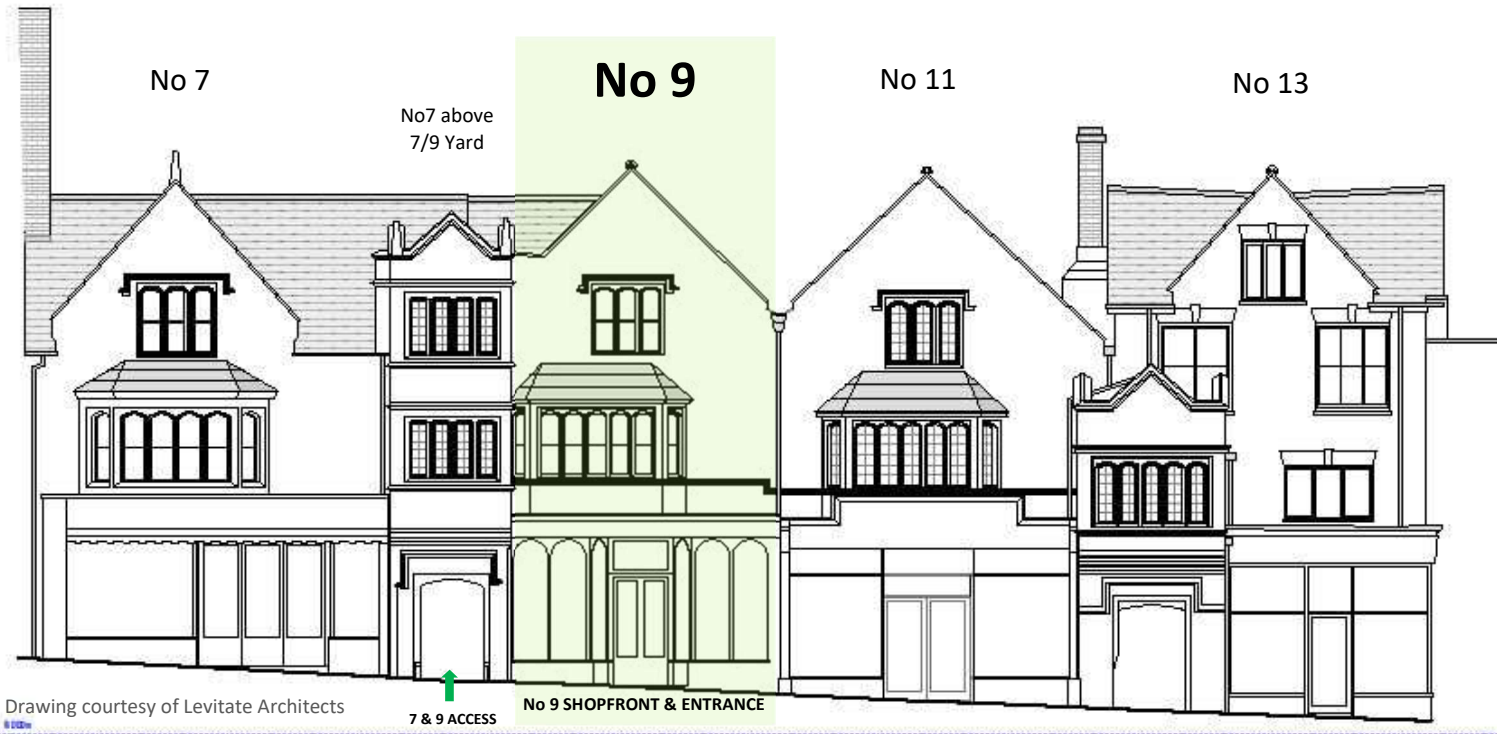 No 7
No7 above
7/9 Yard
No 9
No 11
No 13
Drawing courtesy of Levitate Architects
7 & 9 ACCESS
No 9 SHOPFRONT & ENTRANCE